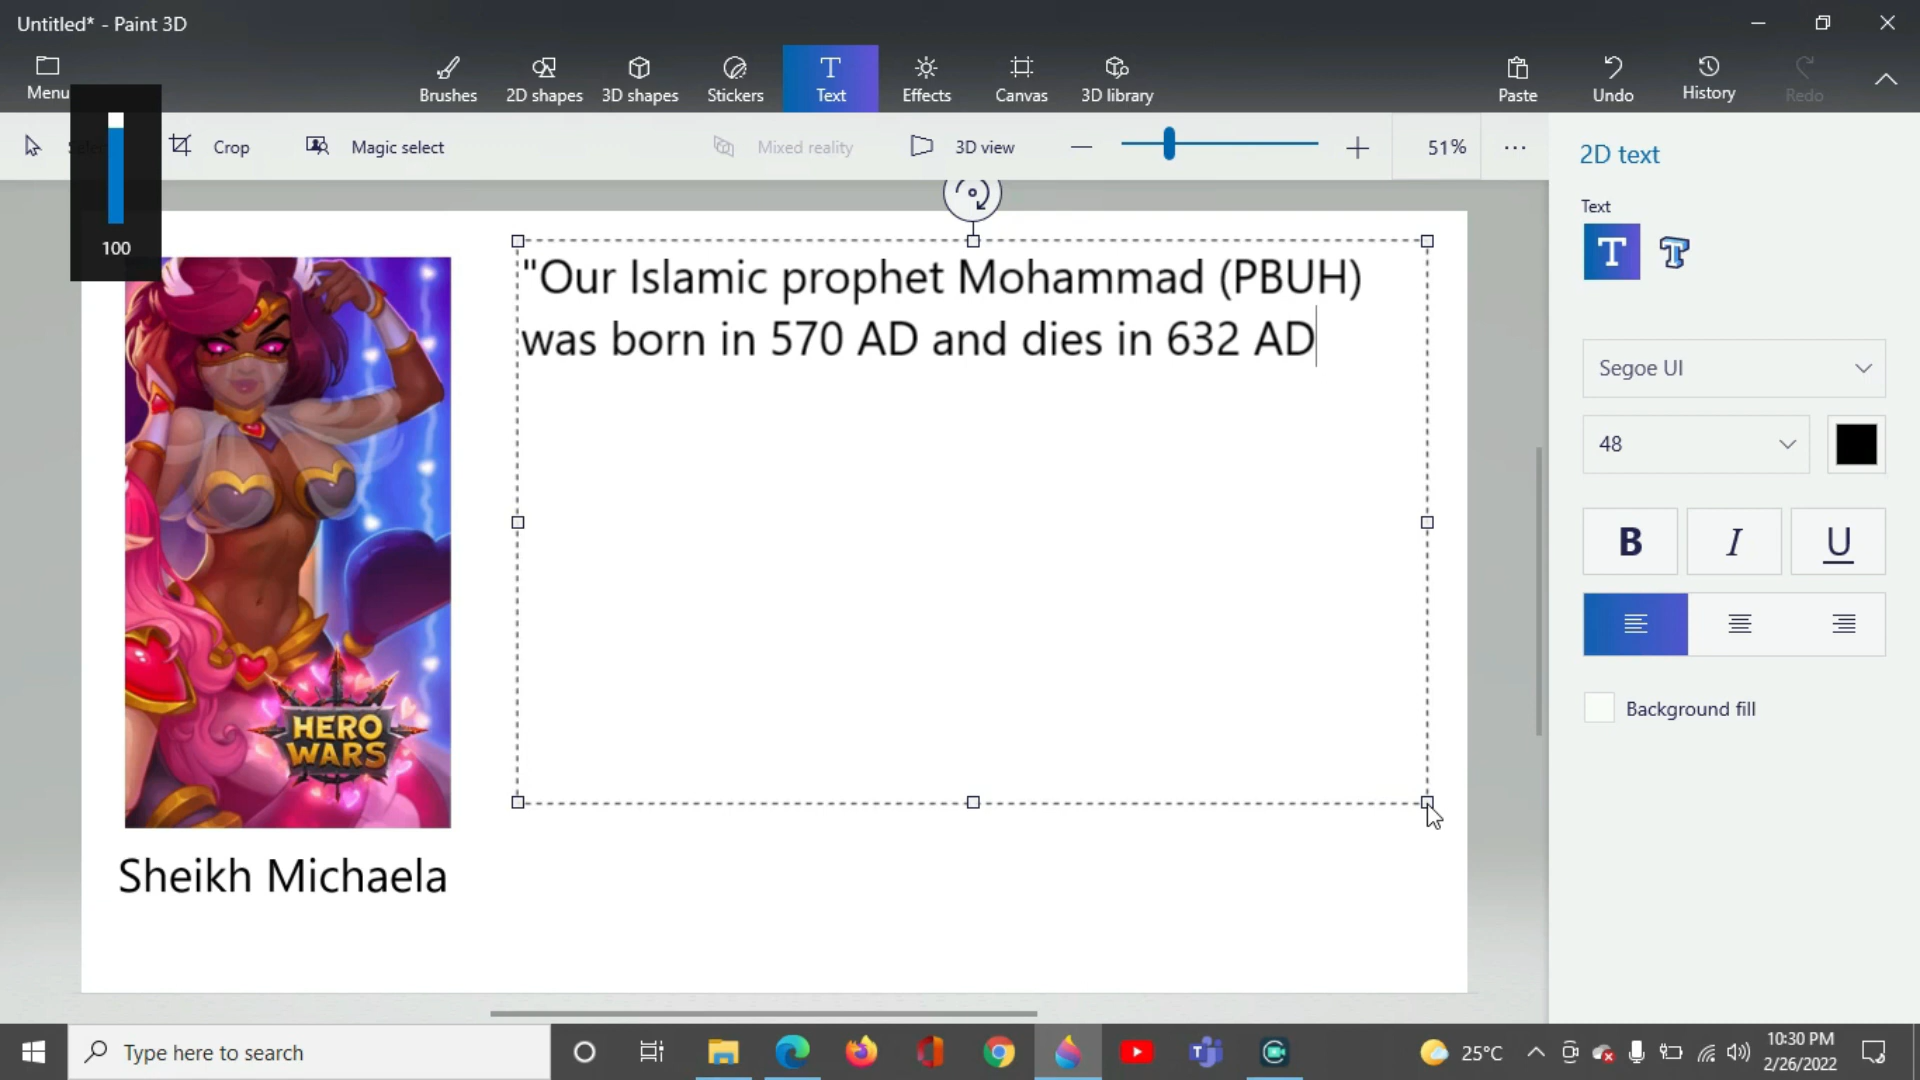 Untitled* - Paint 3D
Menu
Brushes
2D shapes
3D shapes
Stickers
Text
Effects
Canvas
3D library
Paste
Undo
History
Redo
Crop
Magic select
Mixed reality
3D view
51%
100
2D text
Text
Segoe UI
48
B
I
U
Background fill
"Our Islamic prophet Mohammad (PBUH)
was born in 570 AD and dies in 632 AD
HERO
WARS
Sheikh Michaela
Type here to search
25°C
10:30 PM
2/26/2022